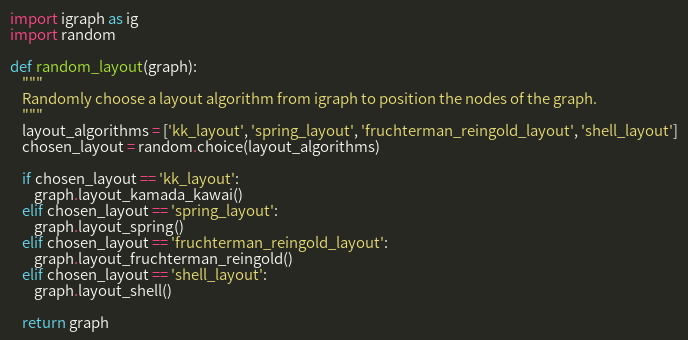 import igraph as ig
import random

def random_layout(graph):
    """
    Randomly choose a layout algorithm from igraph to position the nodes of the graph.
    """
    layout_algorithms = ['kk_layout', 'spring_layout', 'fruchterman_reingold_layout', 'shell_layout']
    chosen_layout = random.choice(layout_algorithms)

    if chosen_layout == 'kk_layout':
        graph.layout_kamada_kawai()
    elif chosen_layout == 'spring_layout':
        graph.layout_spring()
    elif chosen_layout == 'fruchterman_reingold_layout':
        graph.layout_fruchterman_reingold()
    elif chosen_layout == 'shell_layout':
        graph.layout_shell()

    return graph